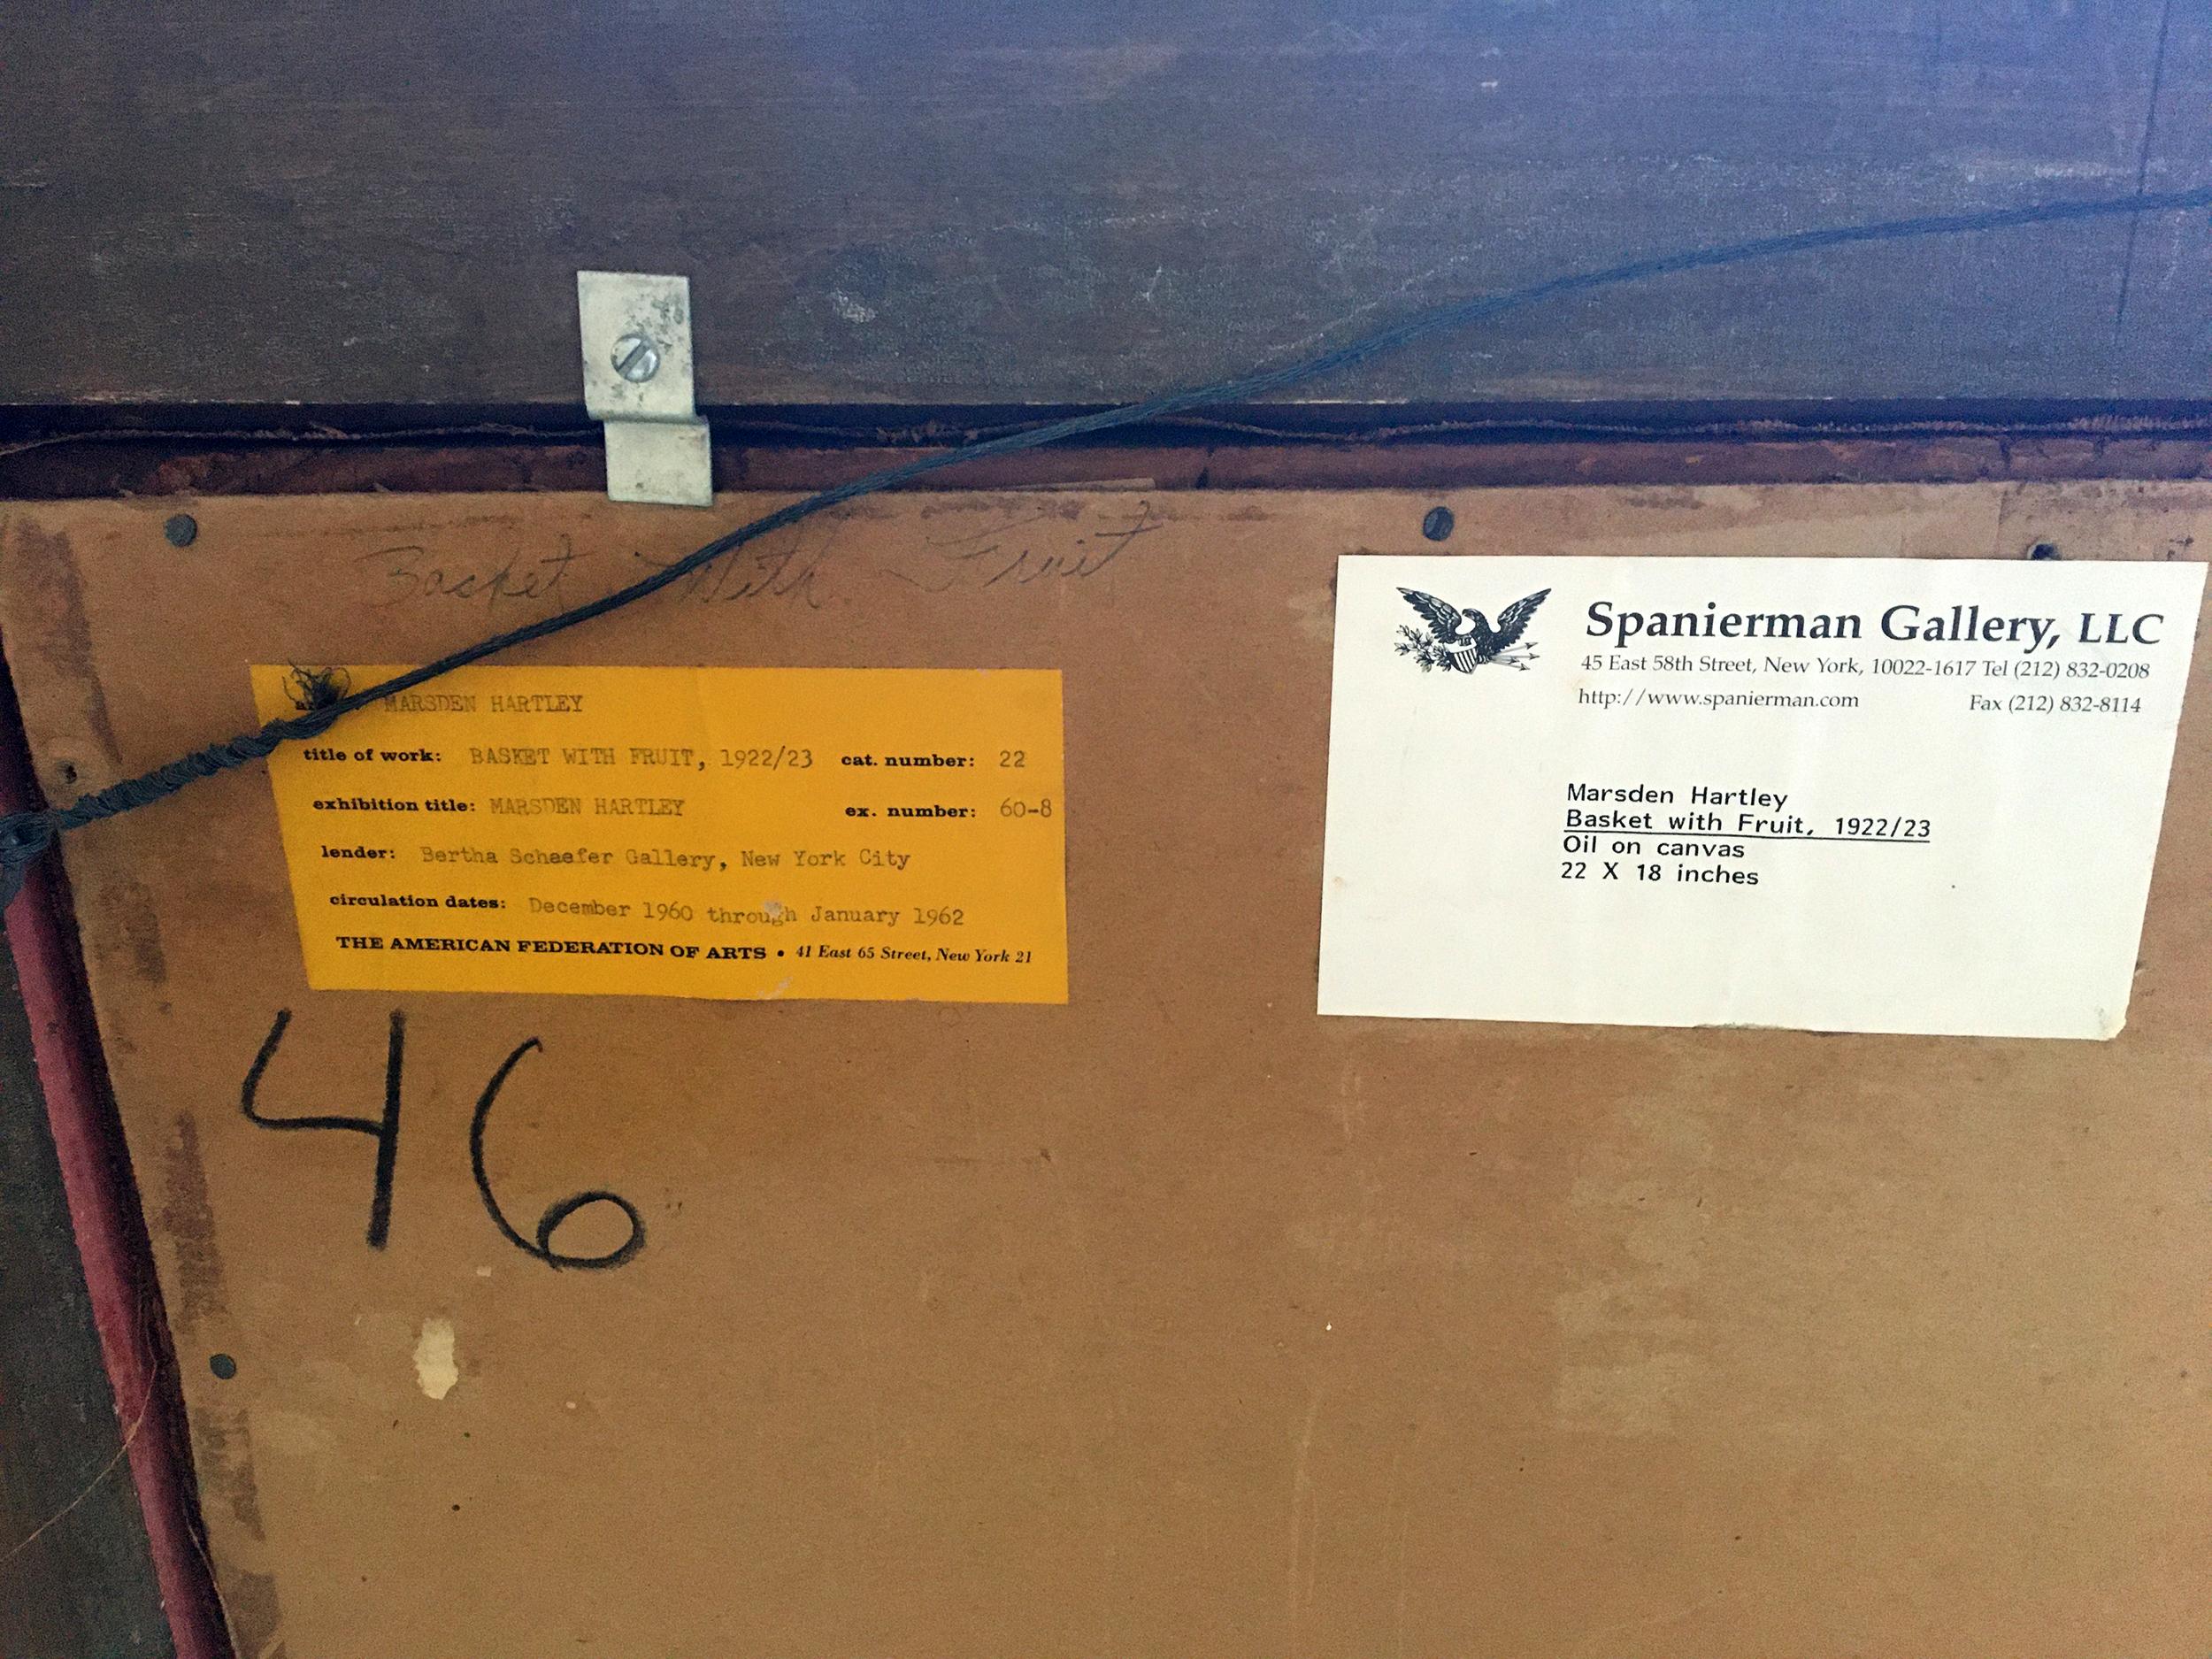 Basket With Fruit
MARSDEN HARTLEY
title of work: BASKET WITH FRUIT, 1922/23 cat. number: 22
exhibition title: MARSDEN HARTLEY ex. number: 60-8
lender: Bertha Schaefer Gallery, New York City
circulation dates: December 1960 through January 1962
THE AMERICAN FEDERATION OF ARTS • 41 East 65 Street, New York 21
46
Spanierman Gallery, LLC
45 East 58th Street, New York, 10022-1617 Tel (212) 832-0208
http://www.spanierman.com Fax (212) 832-8114
Marsden Hartley
Basket with Fruit, 1922/23
Oil on canvas
22 X 18 inches